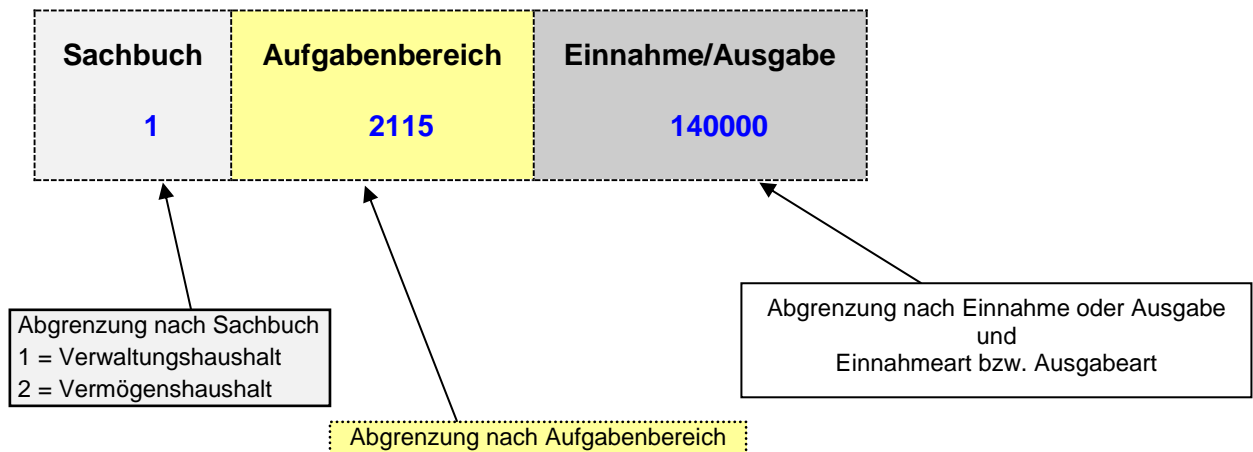 Sachbuch Aufgabenbereich Einnahme/Ausgabe
1 2115 140000
Abgrenzung nach Sachbuch
1 = Verwaltungshaushalt
2 = Vermögenshaushalt
Abgrenzung nach Einnahme oder Ausgabe
und
Einnahmeart bzw. Ausgabeart
Abgrenzung nach Aufgabenbereich